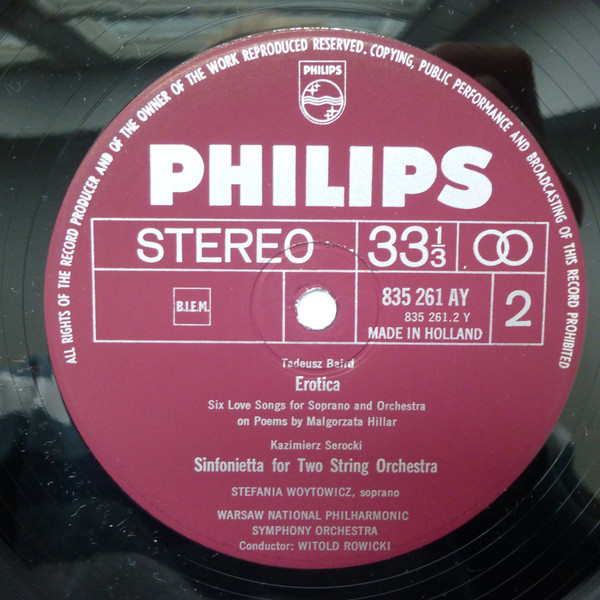 ALL RIGHTS OF THE RECORD PRODUCER AND OF THE OWNER OF THE WORK REPRODUCED RESERVED. COPYING, PUBLIC PERFORMANCE AND BROADCASTING OF THIS RECORD PROHIBITED
PHILIPS
PHILIPS
STEREO 33 1/3
B.I.E.M.
835 261 AY
835 261.2 Y
MADE IN HOLLAND
2
Tadeusz Baird
Erotica
Six Love Songs for Soprano and Orchestra
on Poems by Malgorzata Hillar
Kazimierz Serocki
Sinfonietta for Two String Orchestra
STEFANIA WOYTOWICZ, soprano
WARSAW NATIONAL PHILHARMONIC
SYMPHONY ORCHESTRA
Conductor: WITOLD ROWICKI